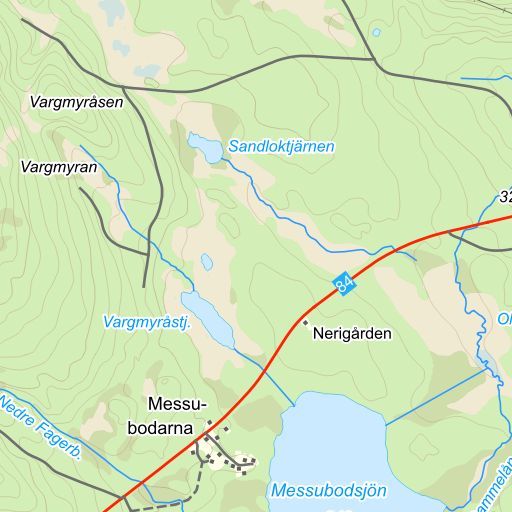 Vargmyråsen
Sandloktjärnen
Vargmyran
32
84
Vargmyråstj.
Nerigården
Messu-
bodarna
Nedre Fagerb.
Messubodsjön